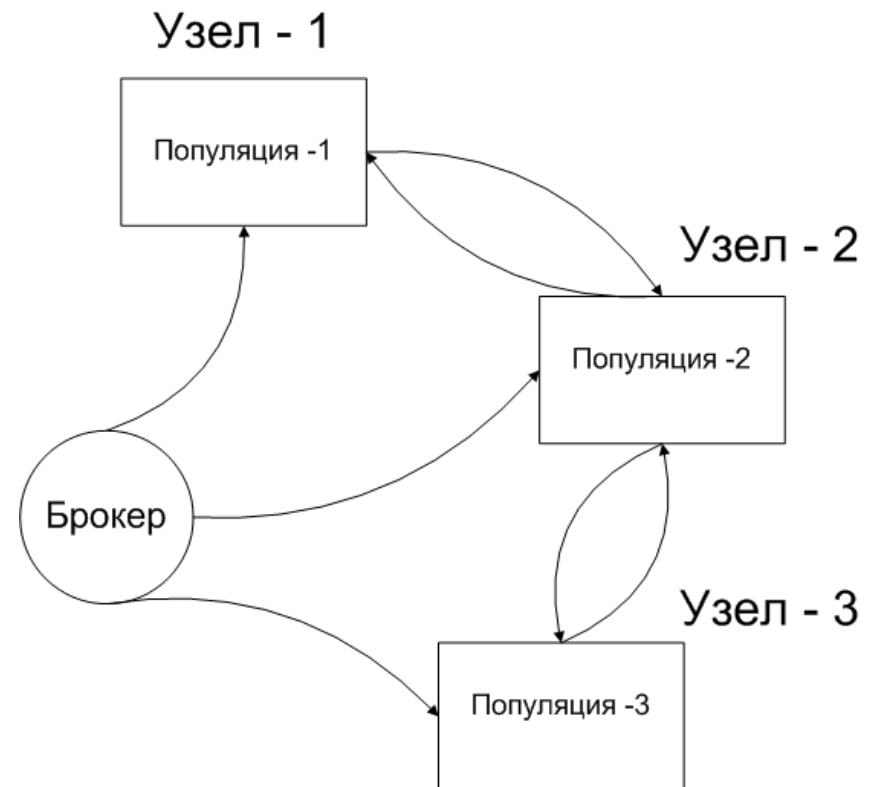 Узел - 1
Популяция -1
Узел - 2
Популяция -2
Брокер
Узел - 3
Популяция -3